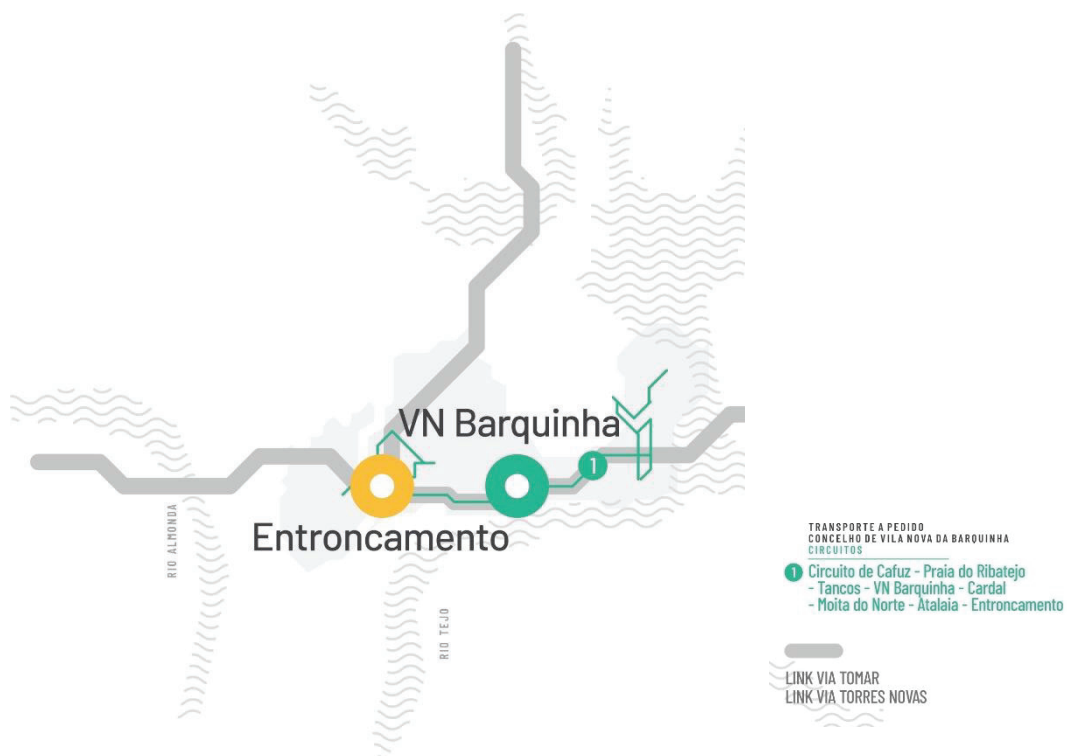 VN Barquinha
1
Entroncamento
RIO ALMONDA
RIO TEJO
TRANSPORTE A PEDIDO
CONCELHO DE VILA NOVA DA BARQUINHA
CIRCUITOS
1 Circuito de Cafuz - Praia do Ribatejo
- Tancos - VN Barquinha - Cardal
- Moita do Norte - Atalaia - Entroncamento
LINK VIA TOMAR
LINK VIA TORRES NOVAS